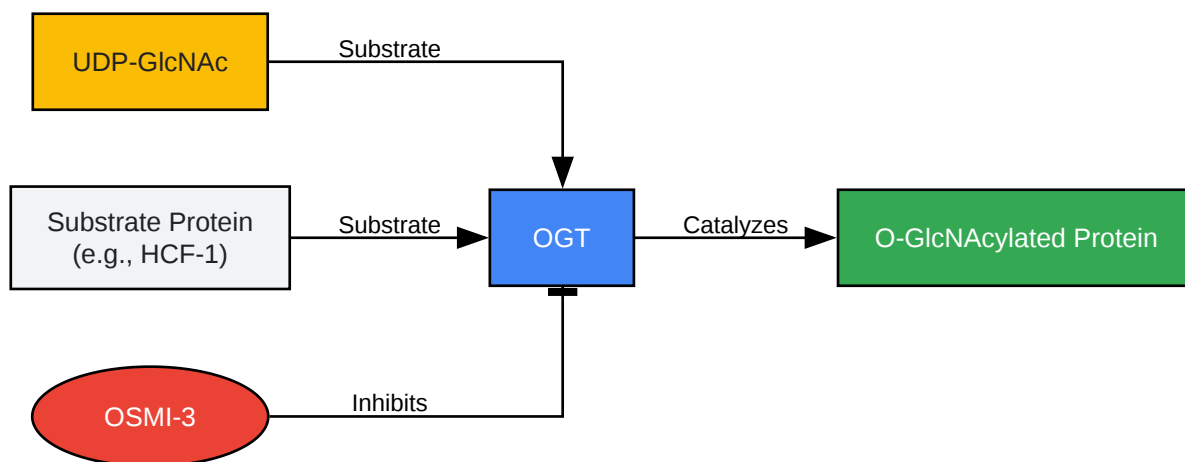 UDP-GlcNAc
Substrate
Substrate Protein
(e.g., HCF-1)
Substrate
OGT
Catalyzes
O-GlcNAcylated Protein
OSMI-3
Inhibits